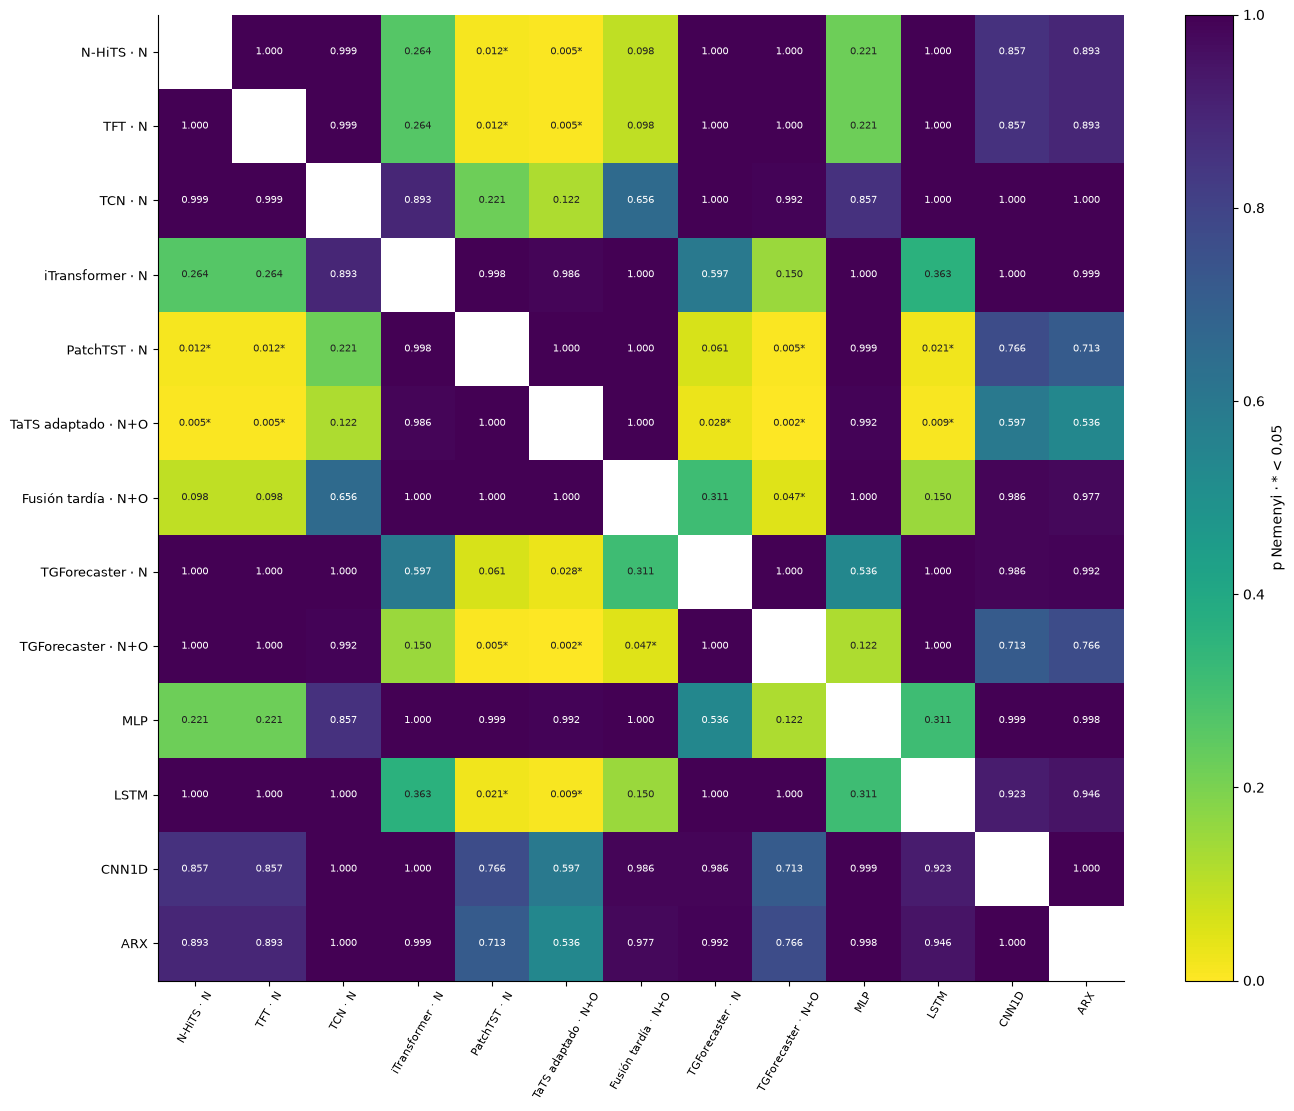 N-HiTS · N 1.000 0.999 0.264 0.012* 0.005* 0.098 1.000 1.000 0.221 1.000 0.857 0.893
TFT · N 1.000 0.999 0.264 0.012* 0.005* 0.098 1.000 1.000 0.221 1.000 0.857 0.893
TCN · N 0.999 0.999 0.893 0.221 0.122 0.656 1.000 0.992 0.857 1.000 1.000 1.000
iTransformer · N 0.264 0.264 0.893 0.998 0.986 1.000 0.597 0.150 1.000 0.363 1.000 0.999
PatchTST · N 0.012* 0.012* 0.221 0.998 1.000 1.000 0.061 0.005* 0.999 0.021* 0.766 0.713
TaTS adaptado · N+O 0.005* 0.005* 0.122 0.986 1.000 1.000 0.028* 0.002* 0.992 0.009* 0.597 0.536
Fusión tardía · N+O 0.098 0.098 0.656 1.000 1.000 1.000 0.311 0.047* 1.000 0.150 0.986 0.977
TGForecaster · N 1.000 1.000 1.000 0.597 0.061 0.028* 0.311 1.000 0.536 1.000 0.986 0.992
TGForecaster · N+O 1.000 1.000 0.992 0.150 0.005* 0.002* 0.047* 1.000 0.122 1.000 0.713 0.766
MLP 0.221 0.221 0.857 1.000 0.999 0.992 1.000 0.536 0.122 0.311 0.999 0.998
LSTM 1.000 1.000 1.000 0.363 0.021* 0.009* 0.150 1.000 1.000 0.311 0.923 0.946
CNN1D 0.857 0.857 1.000 1.000 0.766 0.597 0.986 0.986 0.713 0.999 0.923 1.000
ARX 0.893 0.893 1.000 0.999 0.713 0.536 0.977 0.992 0.766 0.998 0.946 1.000
N-HiTS · N
TFT · N
TCN · N
iTransformer · N
PatchTST · N
TaTS adaptado · N+O
Fusión tardía · N+O
TGForecaster · N
TGForecaster · N+O
MLP
LSTM
CNN1D
ARX
1.0
0.8
0.6
0.4
0.2
0.0
p Nemenyi · * < 0,05